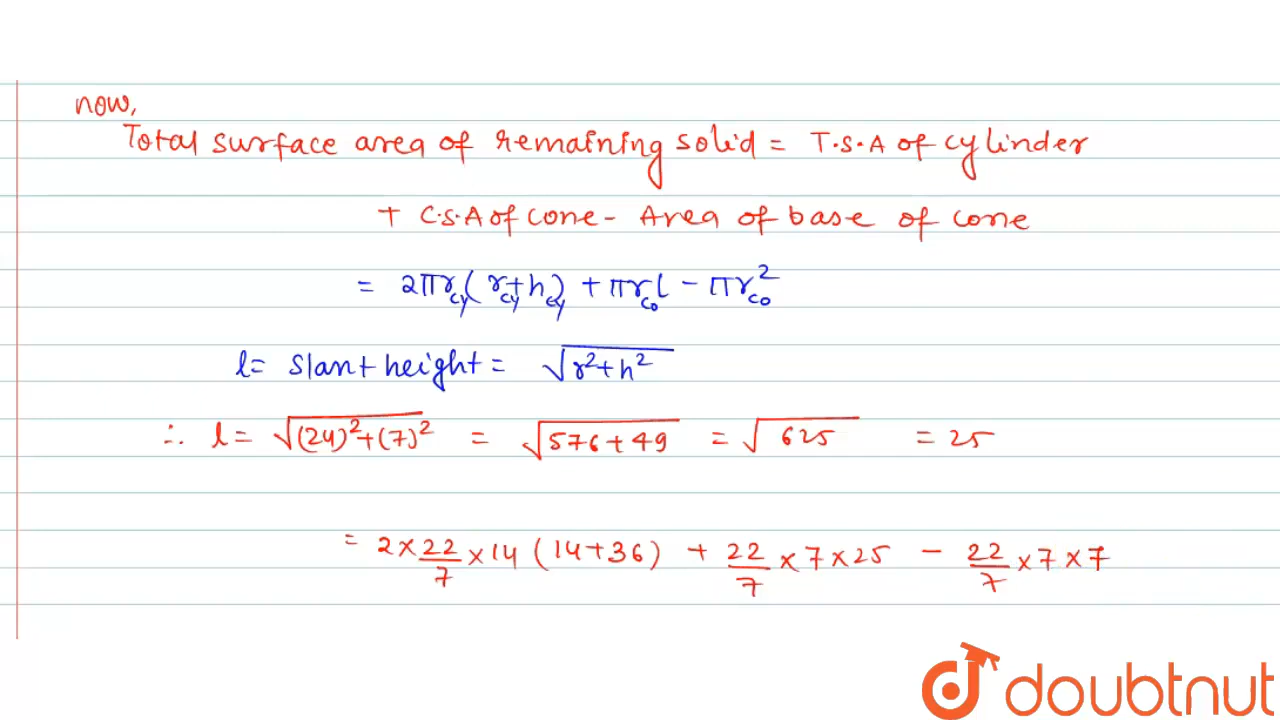 now,
Total surface area of remaining solid = T.S.A of cylinder
+ C.S.A of cone - Area of base of cone
= 2πr_cy(r_cy+h_cy) + πr_co l - πr_co²
l= slant height = √(r²+h²)
∴ l= √((24)²+(7)²) = √(576+49) = √625 = 25
= 2×22/7×14 (14+36) + 22/7×7×25 - 22/7×7×7
doubtnut